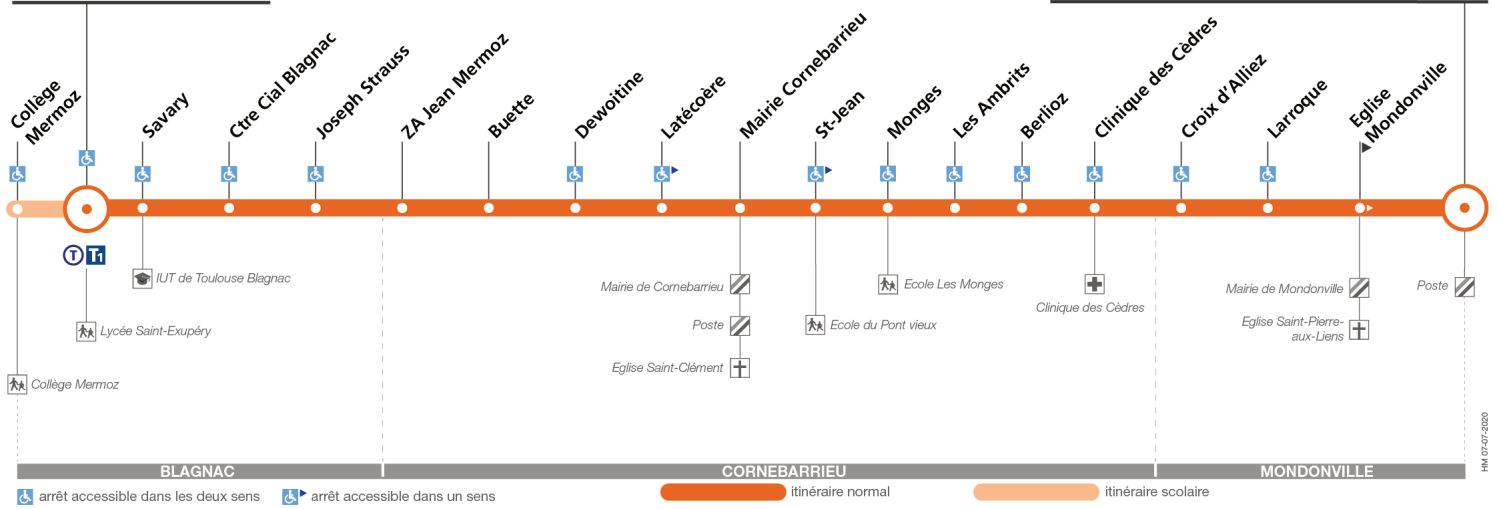 Collège
Mermoz
Savary
Ctre Cial Blagnac
Joseph Strauss
ZA Jean Mermoz
Buette
Dewoitine
Latécoère
Mairie Cornebarrieu
St-Jean
Monges
Les Ambrits
Berlioz
Clinique des Cèdres
Croix d'Alliez
Larroque
Eglise
Mondonville
T T1
IUT de Toulouse Blagnac
Lycée Saint-Exupéry
Collège Mermoz
Mairie de Cornebarrieu
Poste
Eglise Saint-Clément
Ecole du Pont vieux
Ecole Les Monges
Clinique des Cèdres
Mairie de Mondonville
Eglise Saint-Pierre-
aux-Liens
Poste
HM 07-07-2020
BLAGNAC
CORNEBARRIEU
MONDONVILLE
arrêt accessible dans les deux sens
arrêt accessible dans un sens
itinéraire normal
itinéraire scolaire